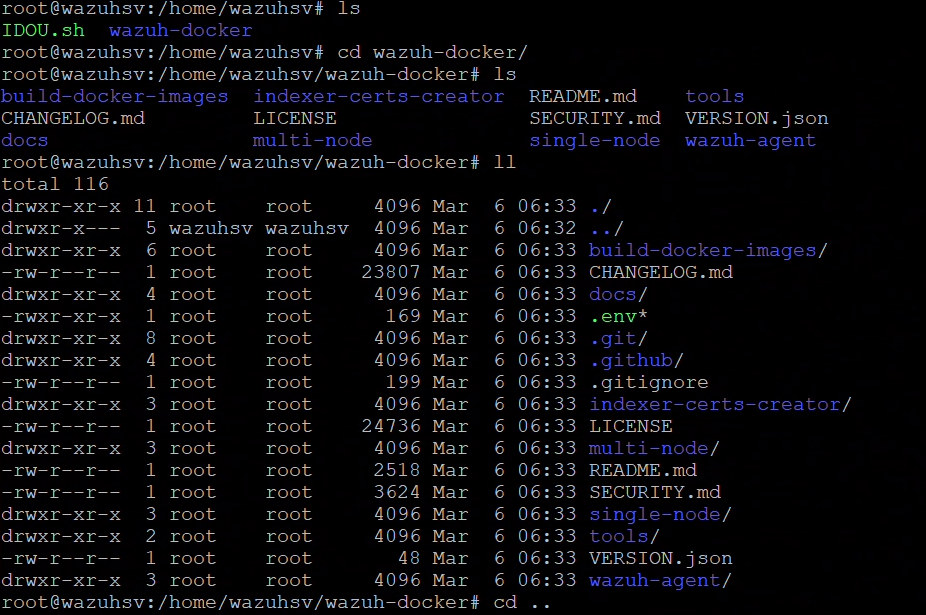 root@wazuhsv:/home/wazuhsv# ls
IDOU.sh  wazuh-docker
root@wazuhsv:/home/wazuhsv# cd wazuh-docker/
root@wazuhsv:/home/wazuhsv/wazuh-docker# ls
build-docker-images  indexer-certs-creator  README.md    tools
CHANGELOG.md         LICENSE                SECURITY.md  VERSION.json
docs                 multi-node             single-node  wazuh-agent
root@wazuhsv:/home/wazuhsv/wazuh-docker# ll
total 116
drwxr-xr-x 11 root    root     4096 Mar  6 06:33 ./
drwxr-x---  5 wazuhsv wazuhsv  4096 Mar  6 06:32 ../
drwxr-xr-x  6 root    root     4096 Mar  6 06:33 build-docker-images/
-rw-r--r--  1 root    root    23807 Mar  6 06:33 CHANGELOG.md
drwxr-xr-x  4 root    root     4096 Mar  6 06:33 docs/
-rwxr-xr-x  1 root    root      169 Mar  6 06:33 .env*
drwxr-xr-x  8 root    root     4096 Mar  6 06:33 .git/
drwxr-xr-x  4 root    root     4096 Mar  6 06:33 .github/
-rw-r--r--  1 root    root      199 Mar  6 06:33 .gitignore
drwxr-xr-x  3 root    root     4096 Mar  6 06:33 indexer-certs-creator/
-rw-r--r--  1 root    root    24736 Mar  6 06:33 LICENSE
drwxr-xr-x  3 root    root     4096 Mar  6 06:33 multi-node/
-rw-r--r--  1 root    root     2518 Mar  6 06:33 README.md
-rw-r--r--  1 root    root     3624 Mar  6 06:33 SECURITY.md
drwxr-xr-x  3 root    root     4096 Mar  6 06:33 single-node/
drwxr-xr-x  2 root    root     4096 Mar  6 06:33 tools/
-rw-r--r--  1 root    root       48 Mar  6 06:33 VERSION.json
drwxr-xr-x  3 root    root     4096 Mar  6 06:33 wazuh-agent/
root@wazuhsv:/home/wazuhsv/wazuh-docker# cd ..